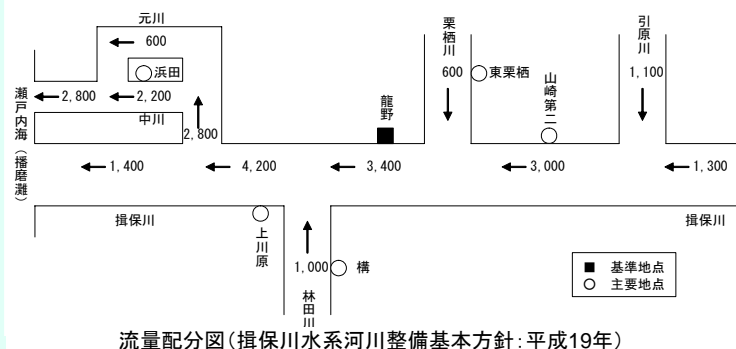 元川
600
浜田
2,800
2,200
中川
2,800
瀬戸内海(播磨灘)
1,400
4,200
揖保川
上川原
龍野
3,400
栗栖川
600
東栗栖
山崎第二
3,000
引原川
1,100
1,300
揖保川
1,000
構
林田川
■ 基準地点
○ 主要地点
流量配分図(揖保川水系河川整備基本方針:平成19年)